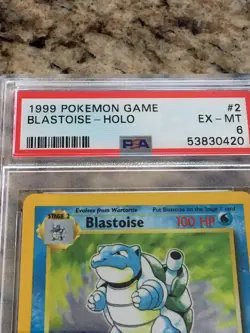 1999 POKEMON GAME #2
BLASTOISE-HOLO EX-MT
PSA 6
53830420
Evolves from Wartortle Put Blastoise on the Stage 1 card
STAGE 2
Blastoise 100 HP